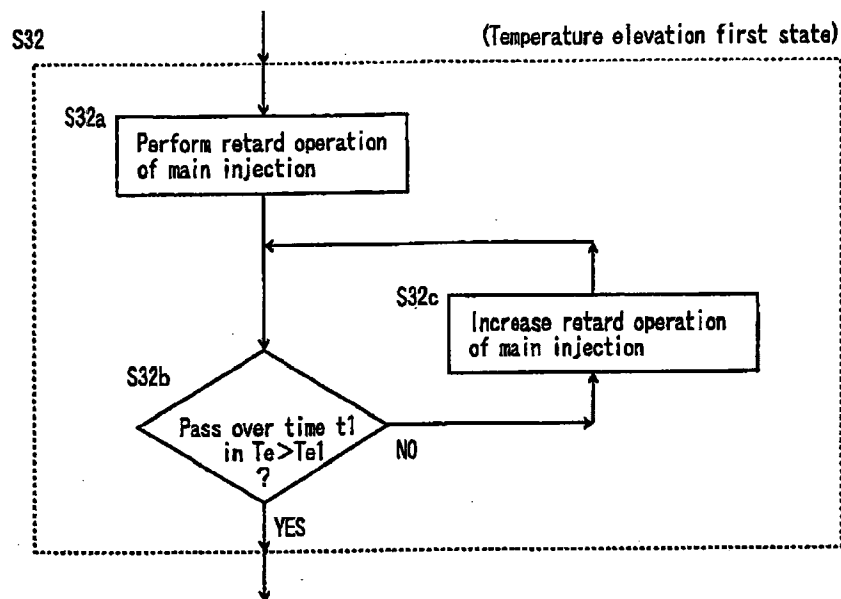 S32
(Temperature elevation first state)
S32a
Perform retard operation
of main injection
S32c
Increase retard operation
of main injection
S32b
Pass over time t1
in Te>Te1
?
NO
YES